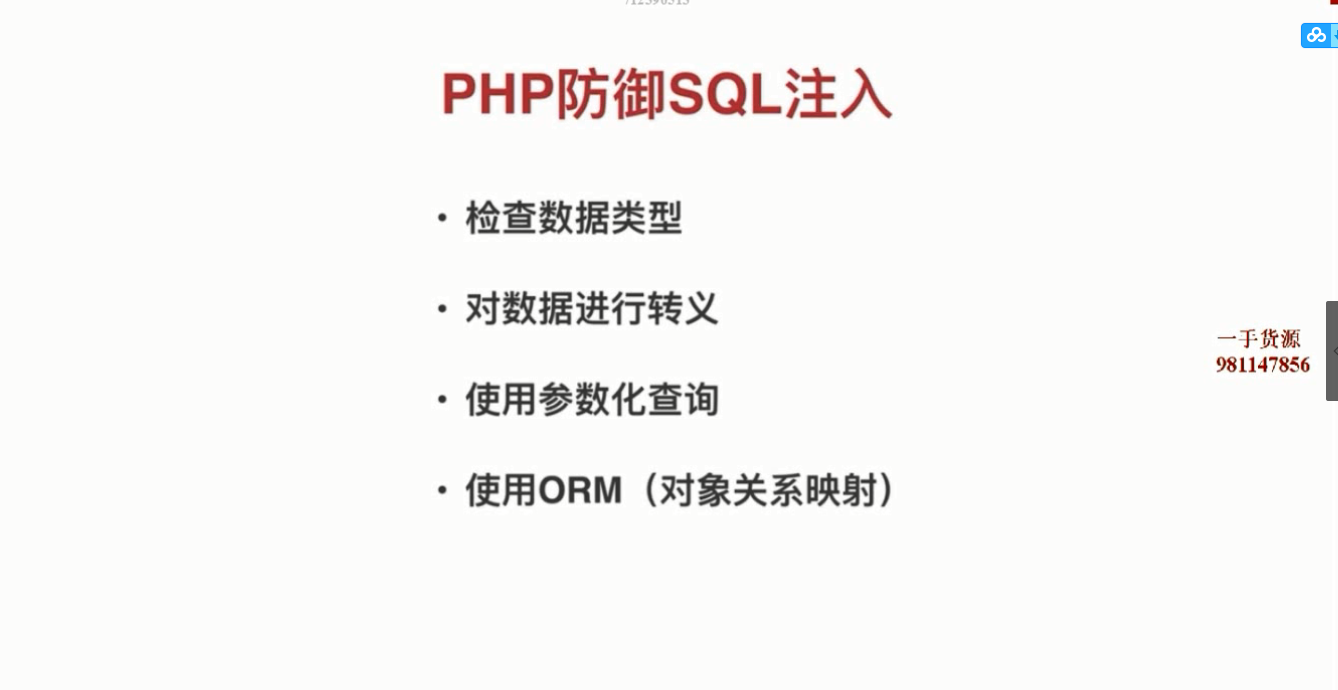 PHP防御SQL注入
• 检查数据类型
• 对数据进行转义
• 使用参数化查询
• 使用ORM（对象关系映射）
一手货源
981147856